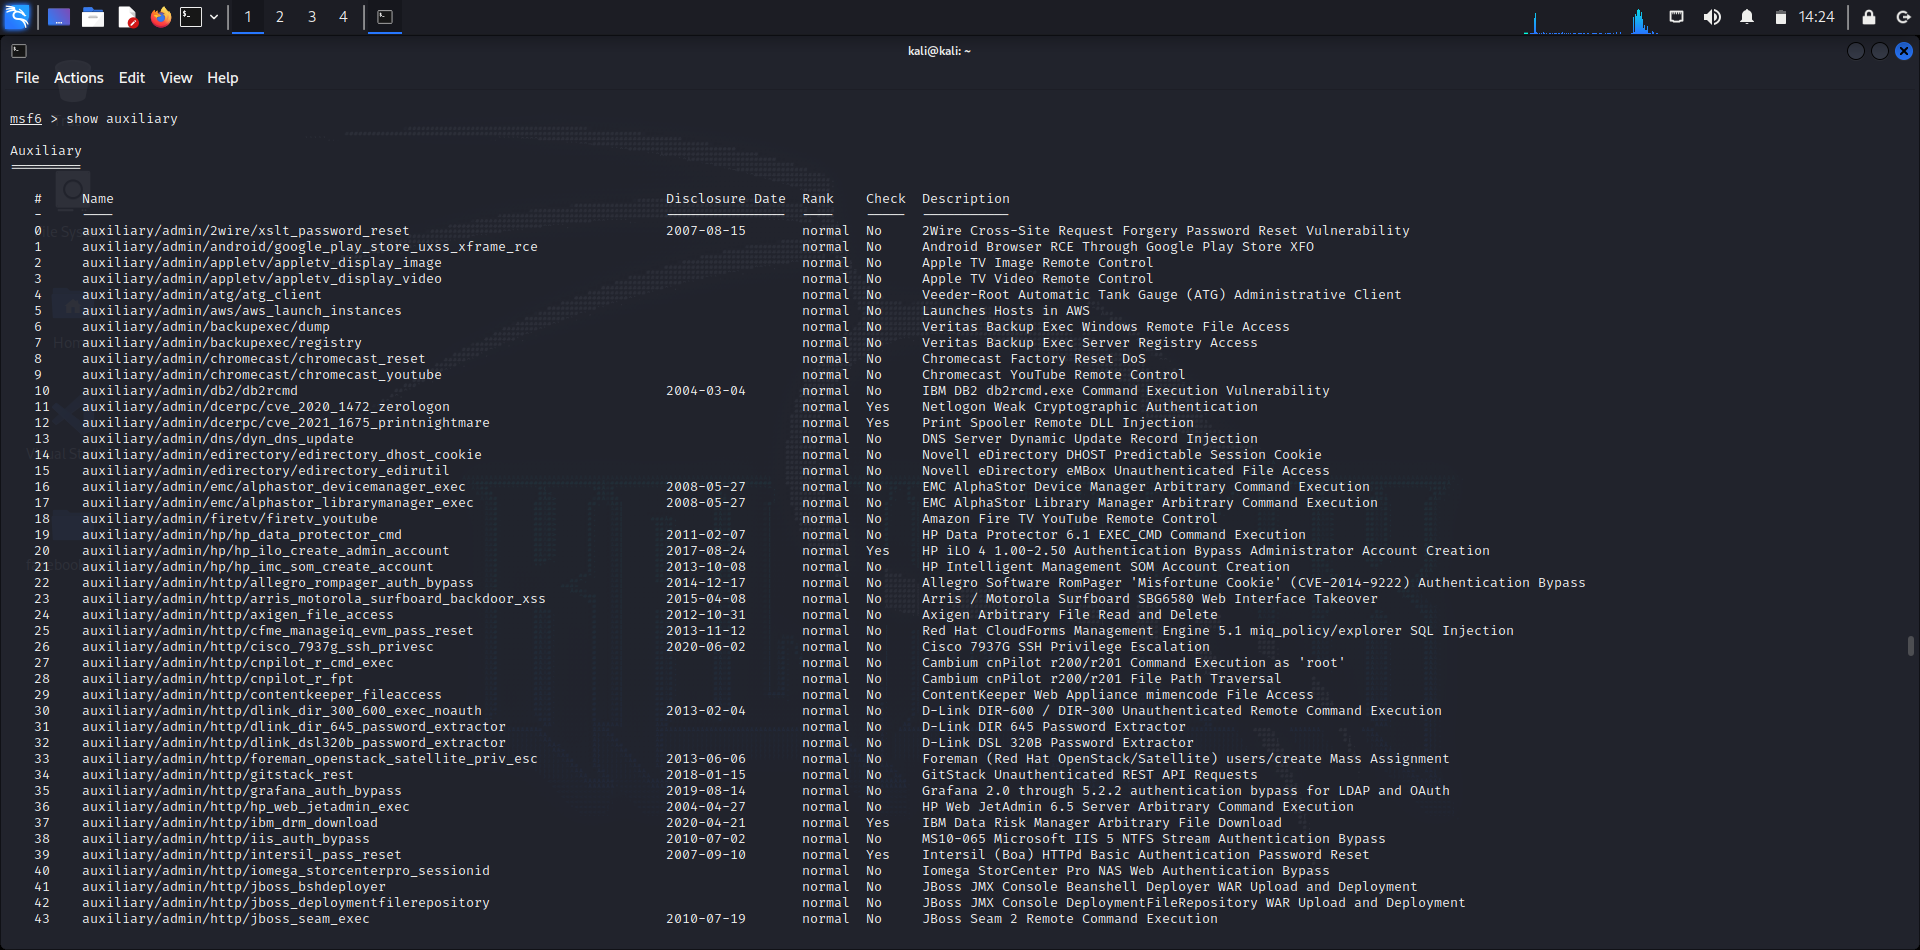 1 2 3 4 14:24
kali@kali: ~
File Actions Edit View Help
msf6 > show auxiliary
Auxiliary
=========
# Name Disclosure Date Rank Check Description
- ---- --------------- ---- ----- -----------
0 auxiliary/admin/2wire/xslt_password_reset 2007-08-15 normal No 2Wire Cross-Site Request Forgery Password Reset Vulnerability
1 auxiliary/admin/android/google_play_store_uxss_xframe_rce normal No Android Browser RCE Through Google Play Store XFO
2 auxiliary/admin/appletv/appletv_display_image normal No Apple TV Image Remote Control
3 auxiliary/admin/appletv/appletv_display_video normal No Apple TV Video Remote Control
4 auxiliary/admin/atg/atg_client normal No Veeder-Root Automatic Tank Gauge (ATG) Administrative Client
5 auxiliary/admin/aws/aws_launch_instances normal No Launches Hosts in AWS
6 auxiliary/admin/backupexec/dump normal No Veritas Backup Exec Windows Remote File Access
7 auxiliary/admin/backupexec/registry normal No Veritas Backup Exec Server Registry Access
8 auxiliary/admin/chromecast/chromecast_reset normal No Chromecast Factory Reset DoS
9 auxiliary/admin/chromecast/chromecast_youtube normal No Chromecast YouTube Remote Control
10 auxiliary/admin/db2/db2rcmd 2004-03-04 normal No IBM DB2 db2rcmd.exe Command Execution Vulnerability
11 auxiliary/admin/dcerpc/cve_2020_1472_zerologon normal Yes Netlogon Weak Cryptographic Authentication
12 auxiliary/admin/dcerpc/cve_2021_1675_printnightmare normal Yes Print Spooler Remote DLL Injection
13 auxiliary/admin/dns/dyn_dns_update normal No DNS Server Dynamic Update Record Injection
14 auxiliary/admin/edirectory/edirectory_dhost_cookie normal No Novell eDirectory DHOST Predictable Session Cookie
15 auxiliary/admin/edirectory/edirectory_edirutil normal No Novell eDirectory eMBox Unauthenticated File Access
16 auxiliary/admin/emc/alphastor_devicemanager_exec 2008-05-27 normal No EMC AlphaStor Device Manager Arbitrary Command Execution
17 auxiliary/admin/emc/alphastor_librarymanager_exec 2008-05-27 normal No EMC AlphaStor Library Manager Arbitrary Command Execution
18 auxiliary/admin/firetv/firetv_youtube normal No Amazon Fire TV YouTube Remote Control
19 auxiliary/admin/hp/hp_data_protector_cmd 2011-02-07 normal No HP Data Protector 6.1 EXEC_CMD Command Execution
20 auxiliary/admin/hp/hp_ilo_create_admin_account 2017-08-24 normal Yes HP iLO 4 1.00-2.50 Authentication Bypass Administrator Account Creation
21 auxiliary/admin/hp/hp_imc_som_create_account 2013-10-08 normal No HP Intelligent Management SOM Account Creation
22 auxiliary/admin/http/allegro_rompager_auth_bypass 2014-12-17 normal No Allegro Software RomPager 'Misfortune Cookie' (CVE-2014-9222) Authentication Bypass
23 auxiliary/admin/http/arris_motorola_surfboard_backdoor_xss 2015-04-08 normal No Arris / Motorola Surfboard SBG6580 Web Interface Takeover
24 auxiliary/admin/http/axigen_file_access 2012-10-31 normal No Axigen Arbitrary File Read and Delete
25 auxiliary/admin/http/cfme_manageiq_evm_pass_reset 2013-11-12 normal No Red Hat CloudForms Management Engine 5.1 miq_policy/explorer SQL Injection
26 auxiliary/admin/http/cisco_7937g_ssh_privesc 2020-06-02 normal No Cisco 7937G SSH Privilege Escalation
27 auxiliary/admin/http/cnpilot_r_cmd_exec normal No Cambium cnPilot r200/r201 Command Execution as 'root'
28 auxiliary/admin/http/cnpilot_r_fpt normal No Cambium cnPilot r200/r201 File Path Traversal
29 auxiliary/admin/http/contentkeeper_fileaccess normal No ContentKeeper Web Appliance mimencode File Access
30 auxiliary/admin/http/dlink_dir_300_600_exec_noauth 2013-02-04 normal No D-Link DIR-600 / DIR-300 Unauthenticated Remote Command Execution
31 auxiliary/admin/http/dlink_dir_645_password_extractor normal No D-Link DIR 645 Password Extractor
32 auxiliary/admin/http/dlink_dsl320b_password_extractor normal No D-Link DSL 320B Password Extractor
33 auxiliary/admin/http/foreman_openstack_satellite_priv_esc 2013-06-06 normal No Foreman (Red Hat OpenStack/Satellite) users/create Mass Assignment
34 auxiliary/admin/http/gitstack_rest 2018-01-15 normal No GitStack Unauthenticated REST API Requests
35 auxiliary/admin/http/grafana_auth_bypass 2019-08-14 normal No Grafana 2.0 through 5.2.2 authentication bypass for LDAP and OAuth
36 auxiliary/admin/http/hp_web_jetadmin_exec 2004-04-27 normal No HP Web JetAdmin 6.5 Server Arbitrary Command Execution
37 auxiliary/admin/http/ibm_drm_download 2020-04-21 normal Yes IBM Data Risk Manager Arbitrary File Download
38 auxiliary/admin/http/iis_auth_bypass 2010-07-02 normal No MS10-065 Microsoft IIS 5 NTFS Stream Authentication Bypass
39 auxiliary/admin/http/intersil_pass_reset 2007-09-10 normal Yes Intersil (Boa) HTTPd Basic Authentication Password Reset
40 auxiliary/admin/http/iomega_storcenterpro_sessionid normal No Iomega StorCenter Pro NAS Web Authentication Bypass
41 auxiliary/admin/http/jboss_bshdeployer normal No JBoss JMX Console Beanshell Deployer WAR Upload and Deployment
42 auxiliary/admin/http/jboss_deploymentfilerepository normal No JBoss JMX Console DeploymentFileRepository WAR Upload and Deployment
43 auxiliary/admin/http/jboss_seam_exec 2010-07-19 normal No JBoss Seam 2 Remote Command Execution